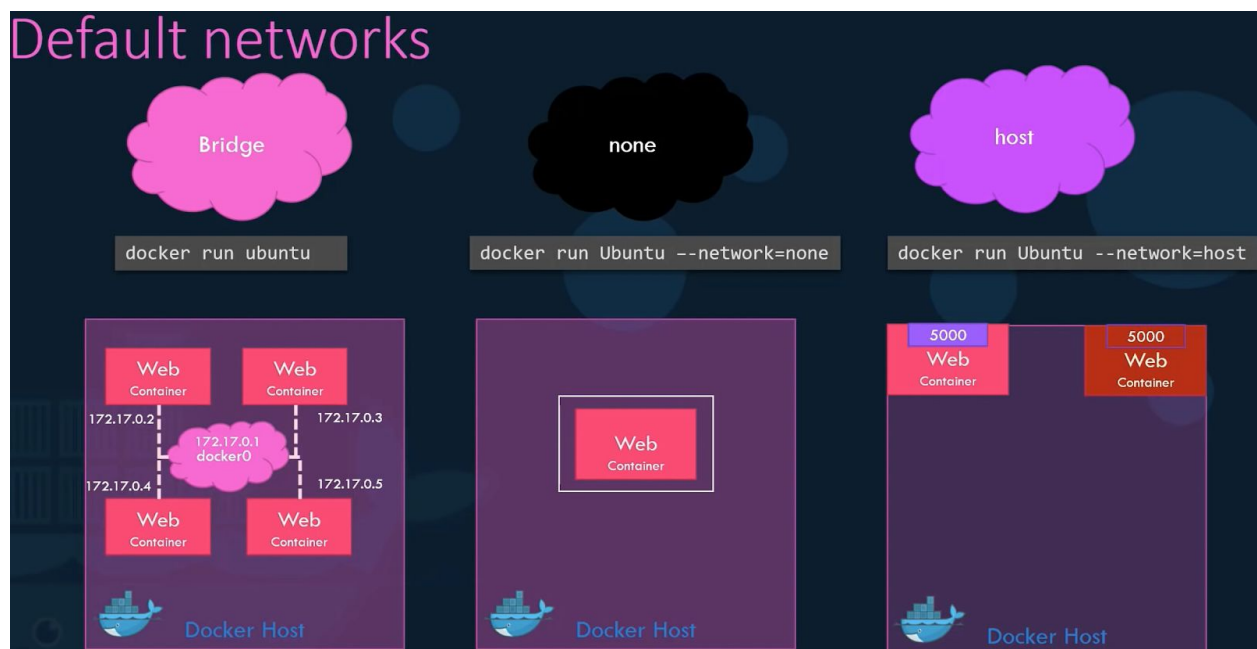 Default networks
Bridge
none
host
docker run ubuntu
docker run Ubuntu --network=none
docker run Ubuntu --network=host
Web
Container
Web
Container
172.17.0.2
172.17.0.3
172.17.0.1
docker0
172.17.0.4
172.17.0.5
Web
Container
Web
Container
Docker Host
Web
Container
Docker Host
5000
Web
Container
5000
Web
Container
Docker Host